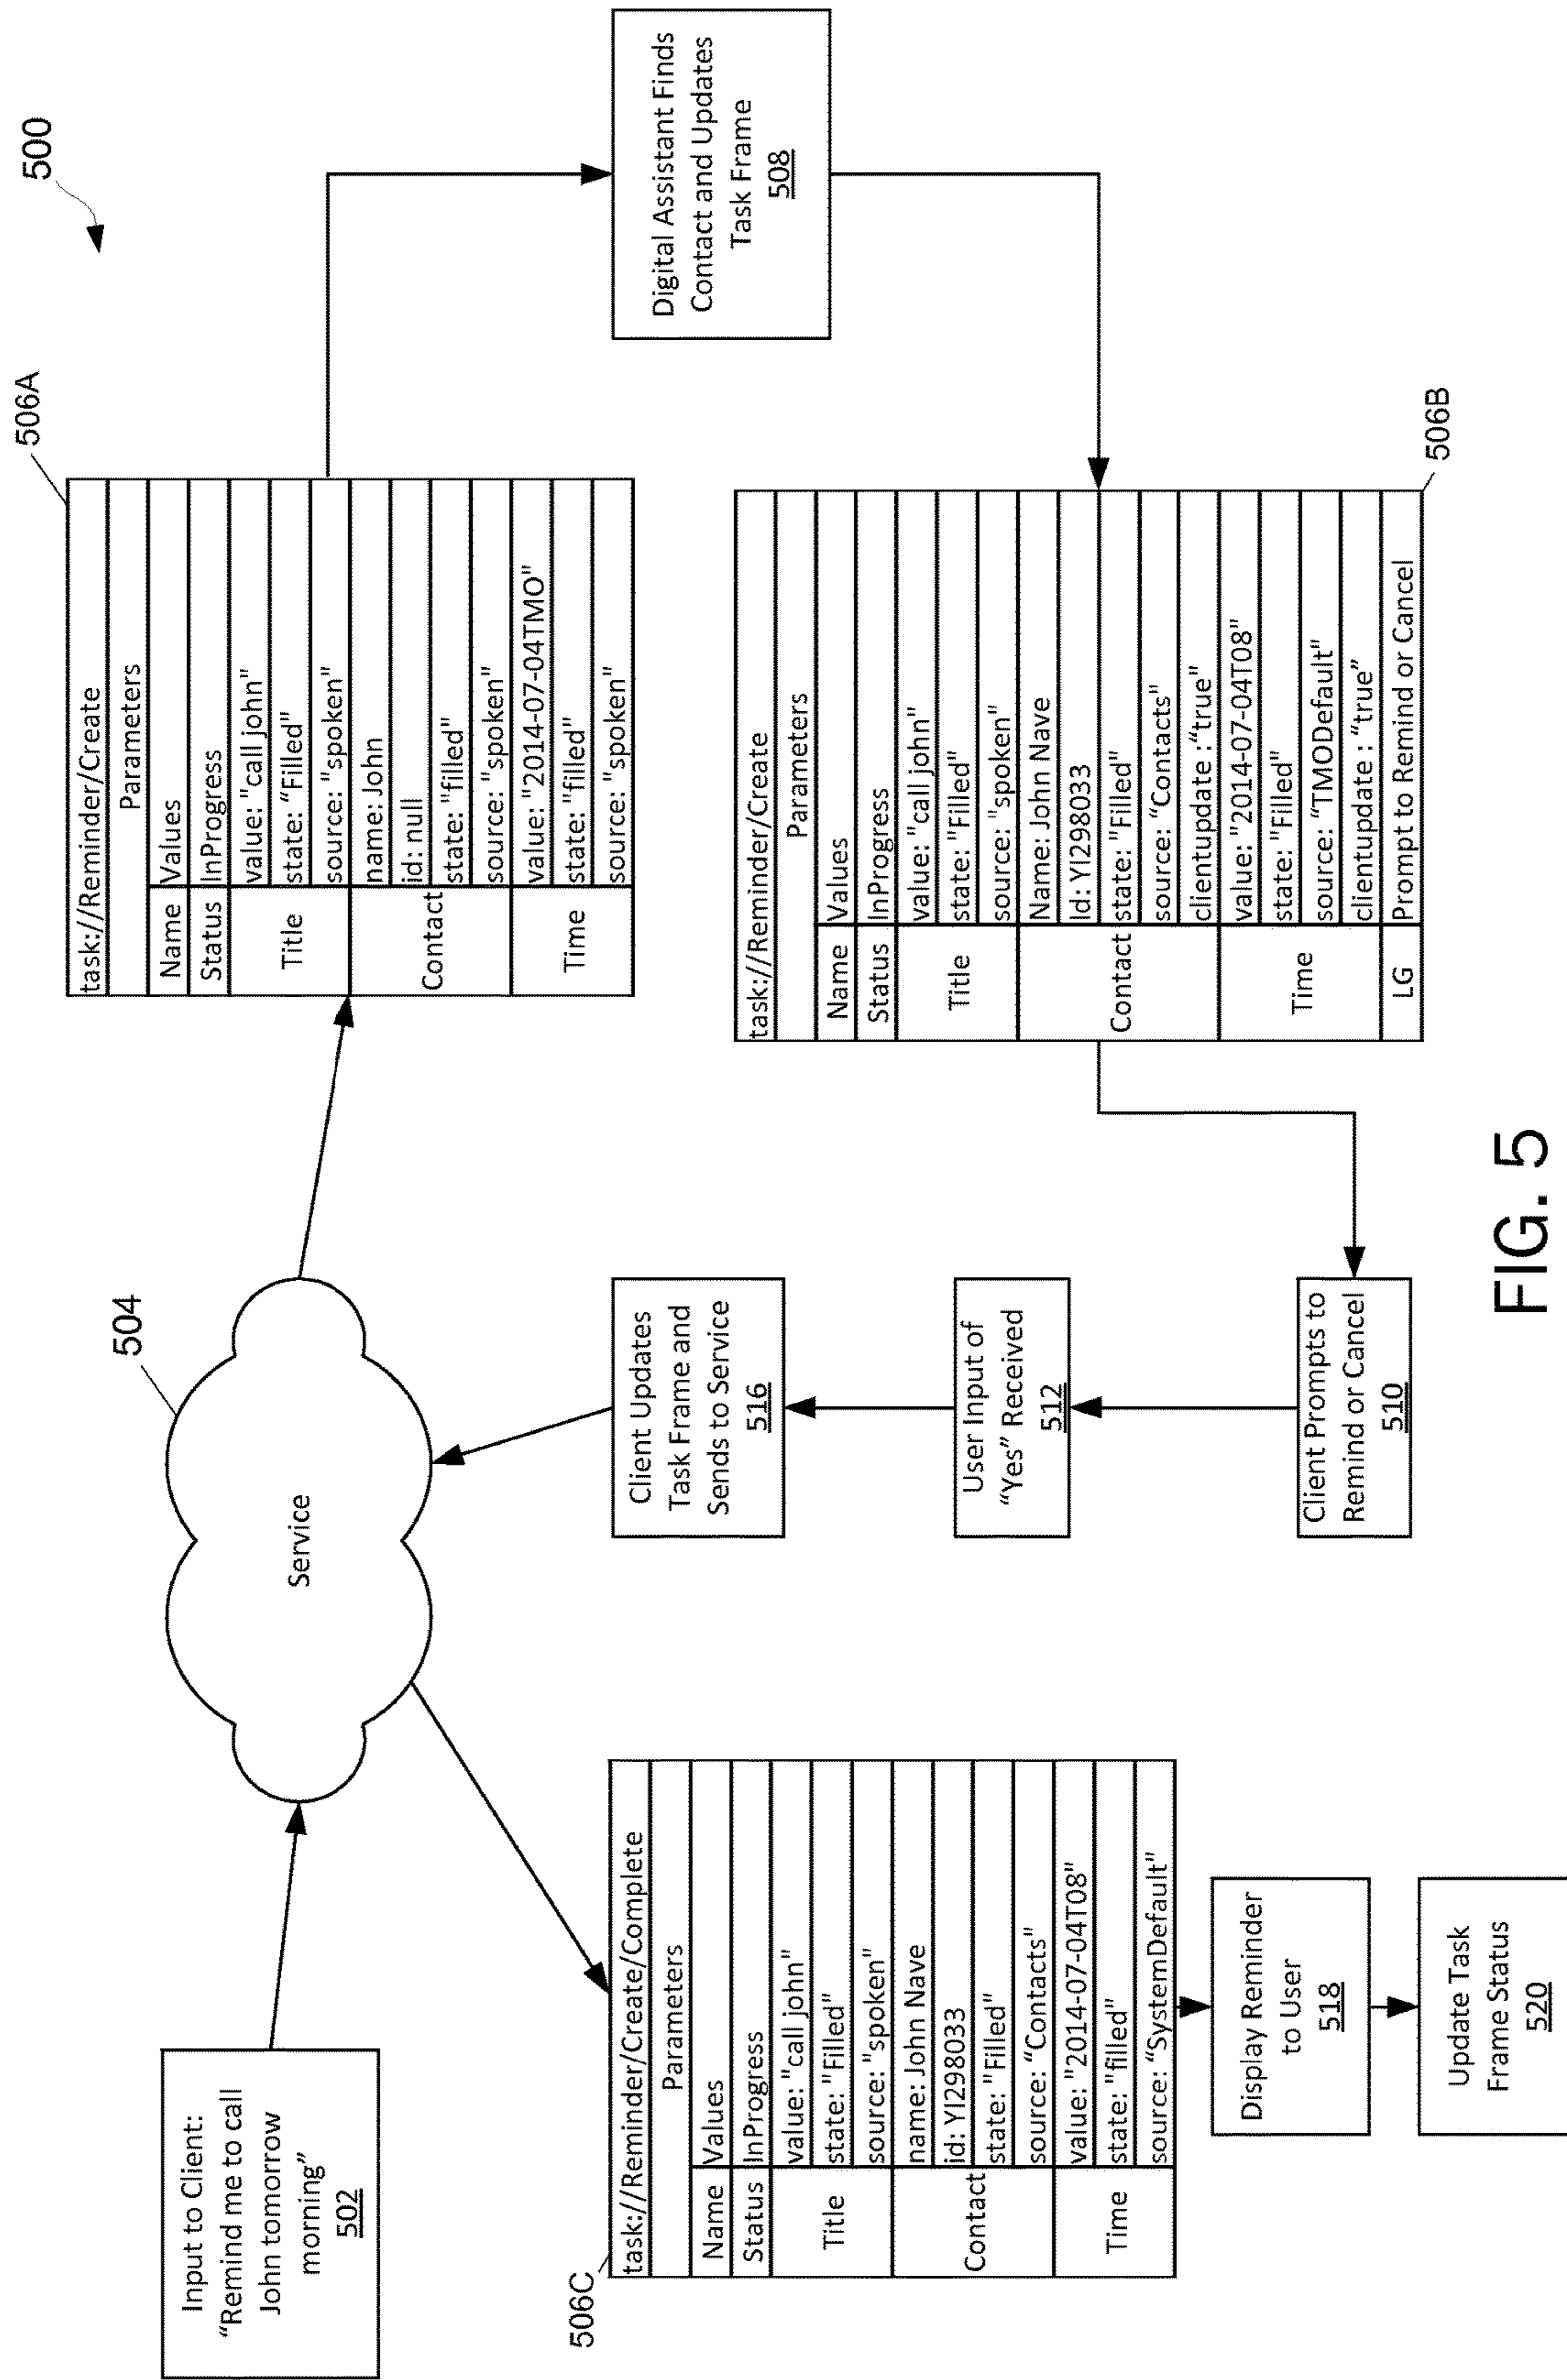 500
Input to Client:
“Remind me to call
John tomorrow
morning”
502
504
Service
506A
task://Reminder/Create
Parameters
Name Values
Status InProgress
Title
value: "call john"
state: “Filled"
source: "spoken"
Contact
name: John
id: null
state: "filled"
source: "spoken"
Time
value: "2014-07-04TMO"
state: "filled"
source: "spoken"
Digital Assistant Finds
Contact and Updates
Task Frame
508
506B
task://Reminder/Create
Parameters
Name Values
Status InProgress
Title
value: "call john"
state: "Filled"
source: "spoken"
Contact
Name: John Nave
Id: YI298033
state: "Filled"
source: “Contacts"
clientupdate :“true"
Time
value: "2014-07-04T08"
state: "Filled"
source: “TMODefault"
clientupdate : “true”
LG Prompt to Remind or Cancel
Client Prompts to
Remind or Cancel
510
User Input of
“Yes” Received
512
Client Updates
Task Frame and
Sends to Service
516
506C
task://Reminder/Create/Complete
Parameters
Name Values
Status InProgress
Title
value: "call john"
state: "Filled"
source: "spoken"
Contact
name: John Nave
id: YI298033
state: "Filled"
source: “Contacts"
Time
value: "2014-07-04T08"
state: "filled"
source: “SystemDefault"
Display Reminder
to User
518
Update Task
Frame Status
520
FIG. 5